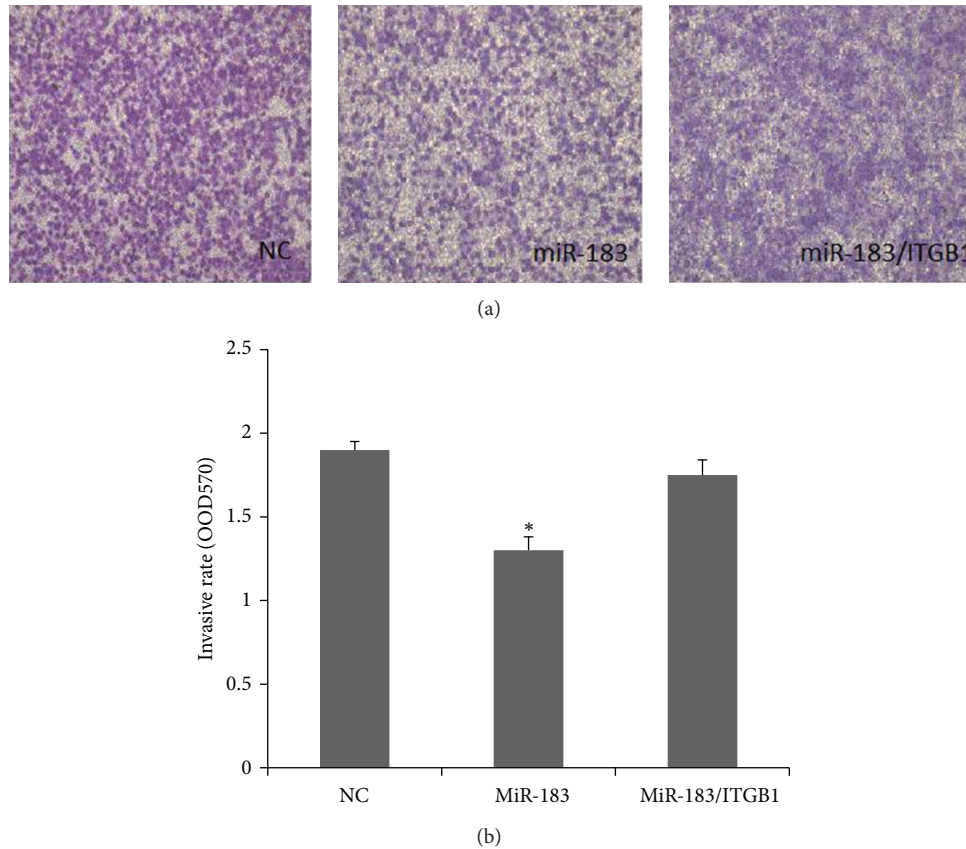 NC
miR-183
miR-183/ITGB1
(a)
2.5
2
1.5
1
0.5
0
Invasive rate (OOD570)
*
NC
MiR-183
MiR-183/ITGB1
(b)